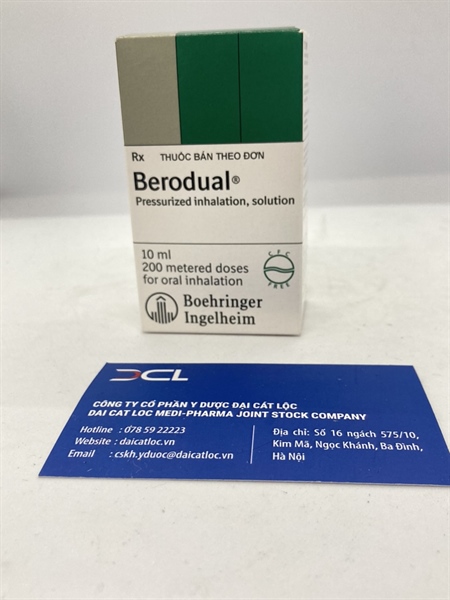 Rx THUỐC BÁN THEO ĐƠN
Berodual®
Pressurized inhalation, solution
10 ml
200 metered doses
for oral inhalation
CFC
FREE
Boehringer
Ingelheim
DCL
CÔNG TY CỔ PHẦN Y DƯỢC ĐẠI CÁT LỘC
DAI CAT LOC MEDI-PHARMA JOINT STOCK COMPANY
Hotline : 078 59 22223
Website : daicatloc.vn
Email : cskh.yduoc@daicatloc.vn
Địa chỉ: Số 16 ngách 575/10,
Kim Mã, Ngọc Khánh, Ba Đình,
Hà Nội